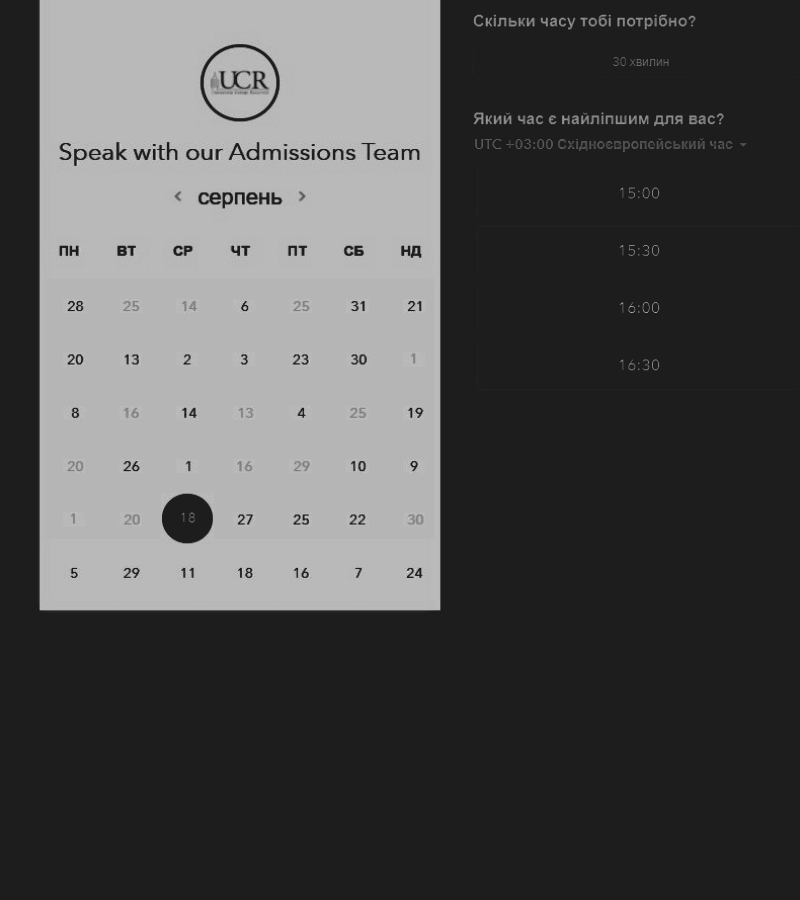 UCR
Speak with our Admissions Team
серпень
ПН ВТ СР ЧТ ПТ СБ НД
28 25 14 6 25 31 21
20 13 2 3 23 30 1
8 16 14 13 4 25 19
20 26 1 16 29 10 9
1 20 18 27 25 22 30
5 29 11 18 16 7 24
Скільки часу тобі потрібно?
30 хвилин
Який час є найліпшим для вас?
UTC +03:00 Східноєвропейський час
15:00
15:30
16:00
16:30